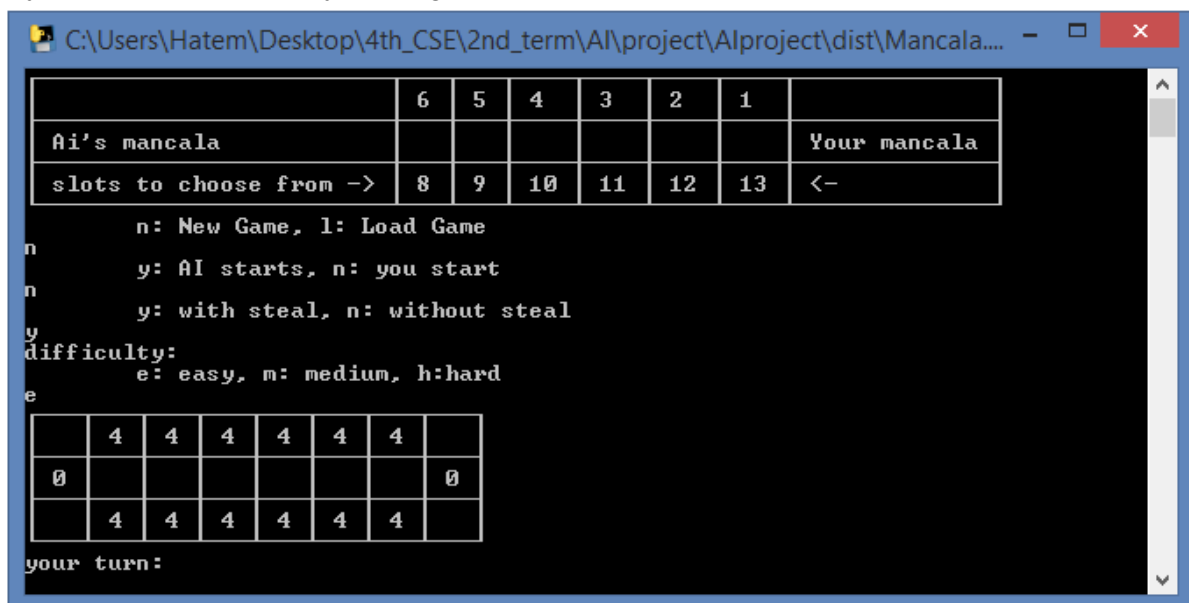 C:\Users\Hatem\Desktop\4th_CSE\2nd_term\AI\project\AIproject\dist\Mancala....
6 5 4 3 2 1
Ai's mancala Your mancala
slots to choose from -> 8 9 10 11 12 13 <-
n: New Game, l: Load Game
n
y: AI starts, n: you start
n
y: with steal, n: without steal
y
difficulty:
e: easy, m: medium, h:hard
e
4 4 4 4 4 4
0 0
4 4 4 4 4 4
your turn: